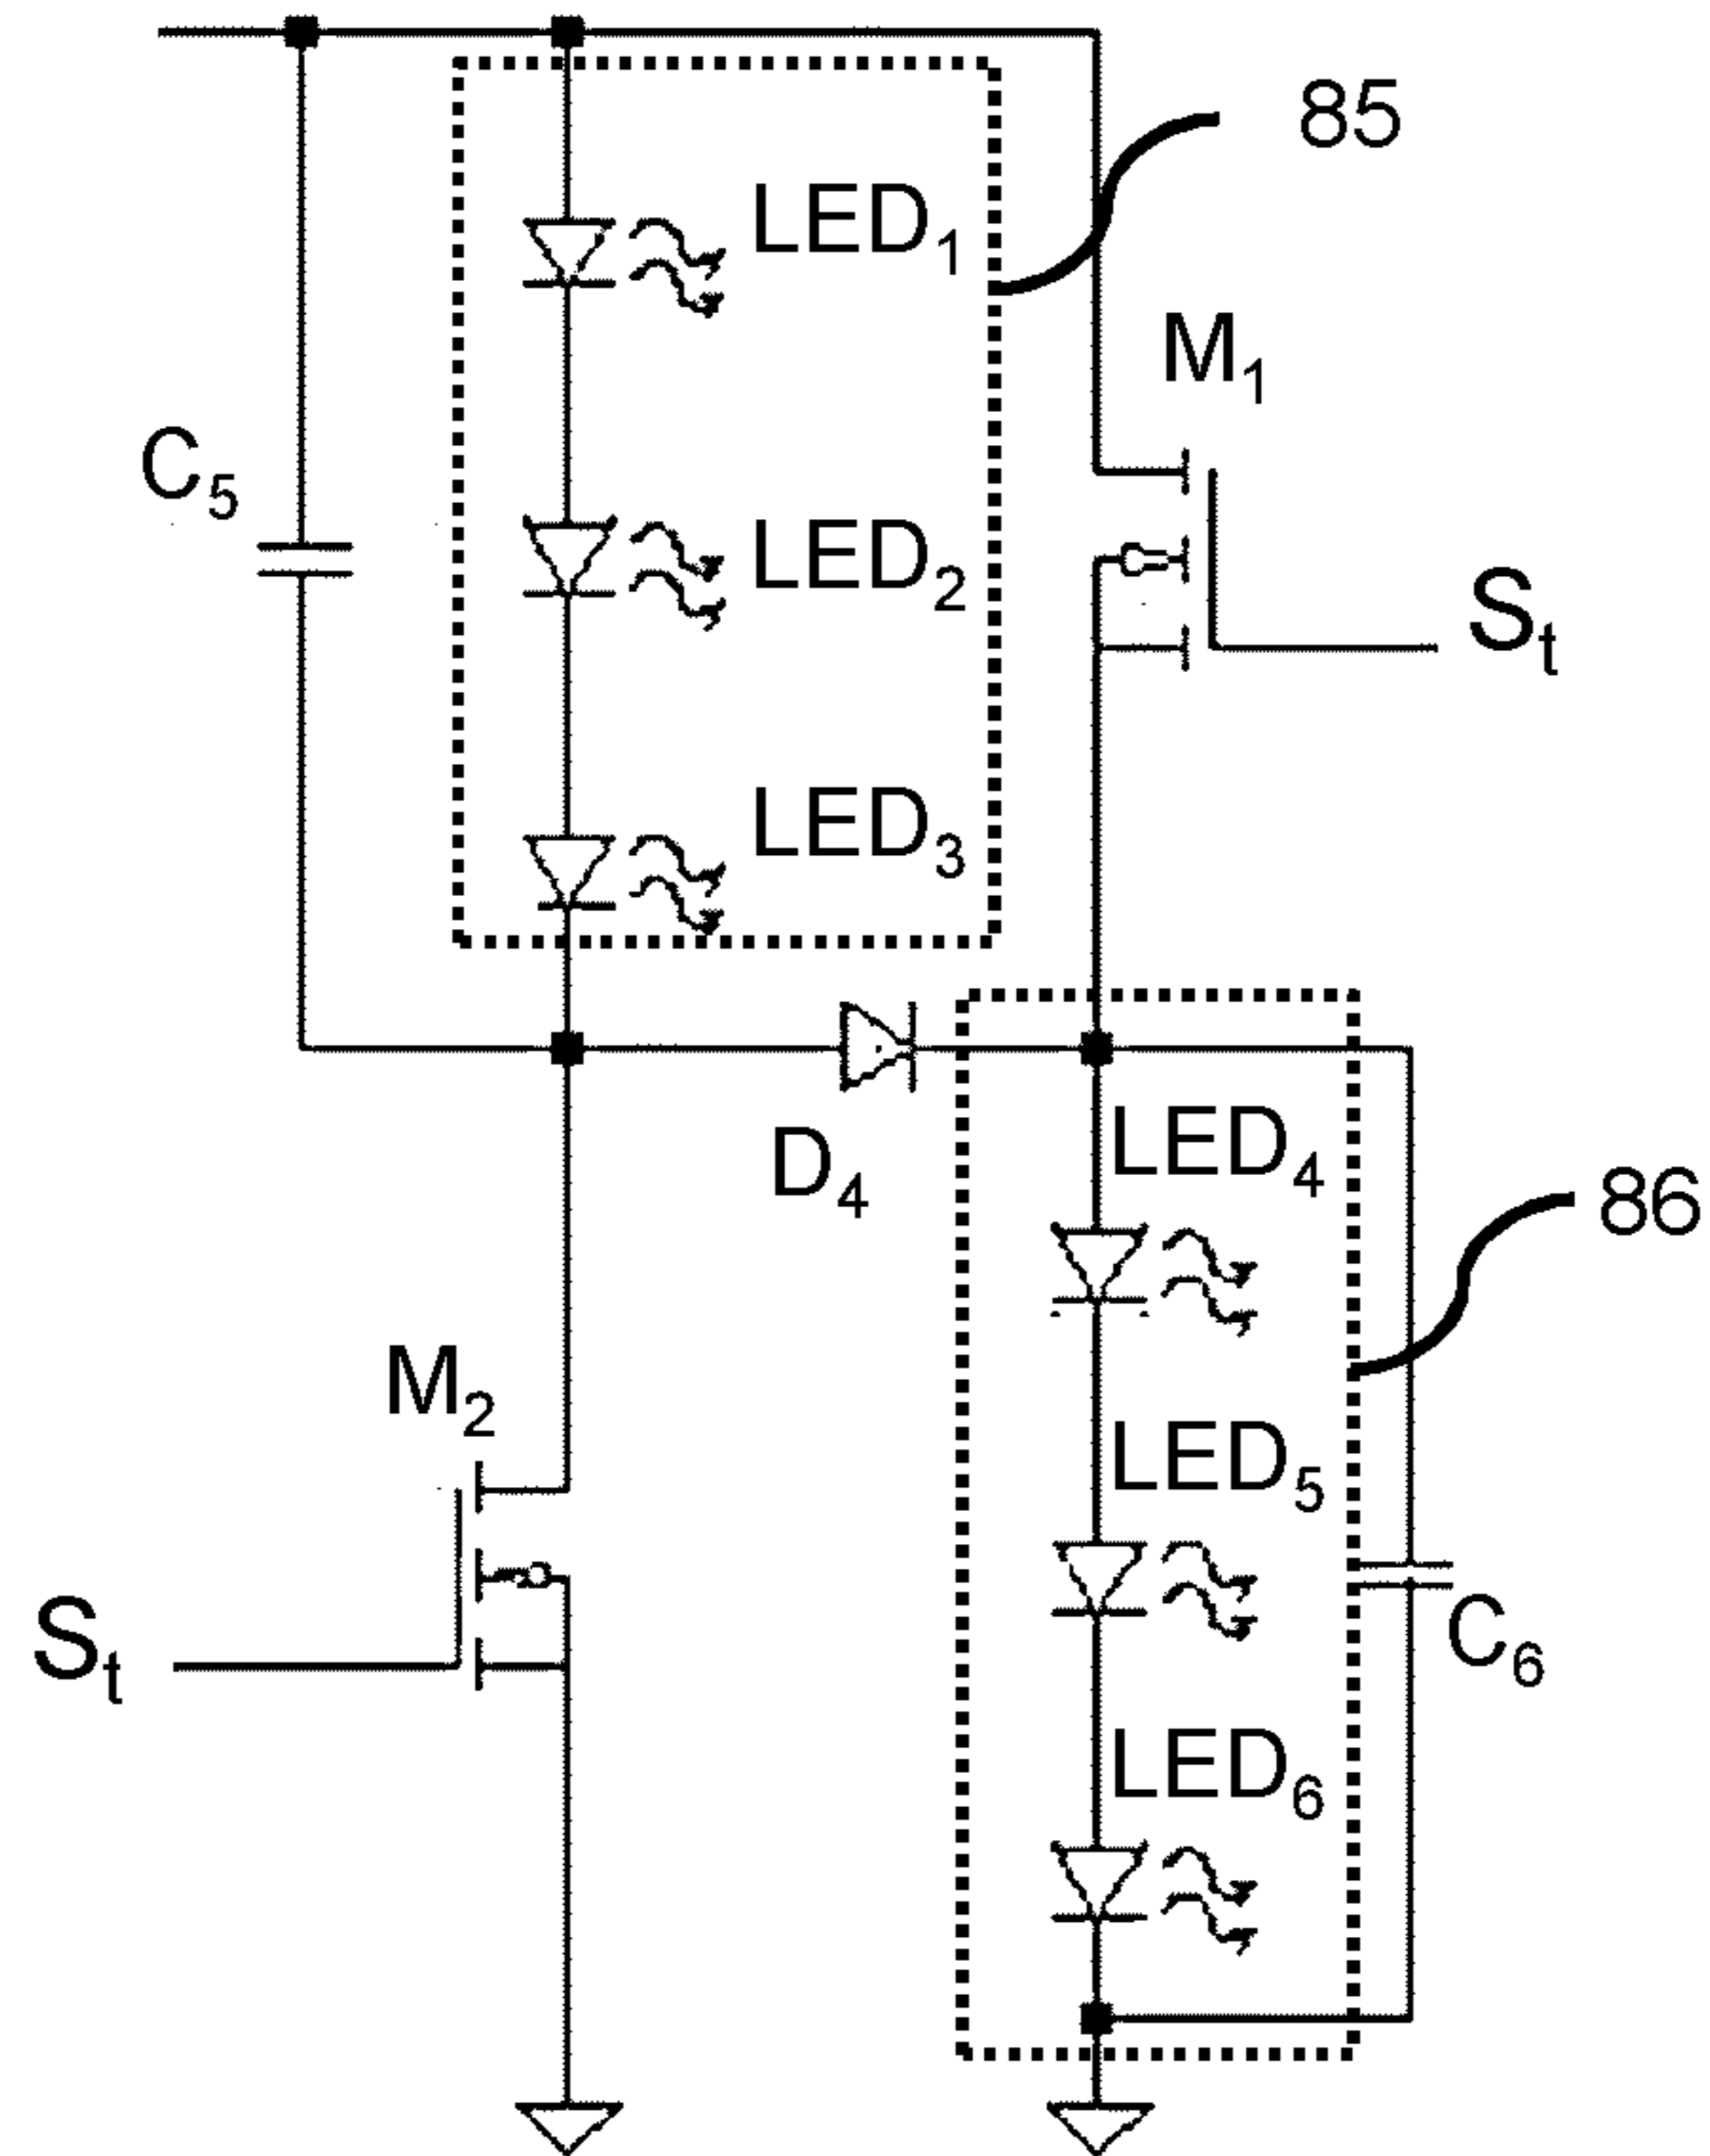 85
LED₁
M₁
C₅
LED₂
Sₜ
LED₃
LED₄
D₄
86
M₂
LED₅
Sₜ
C₆
LED₆